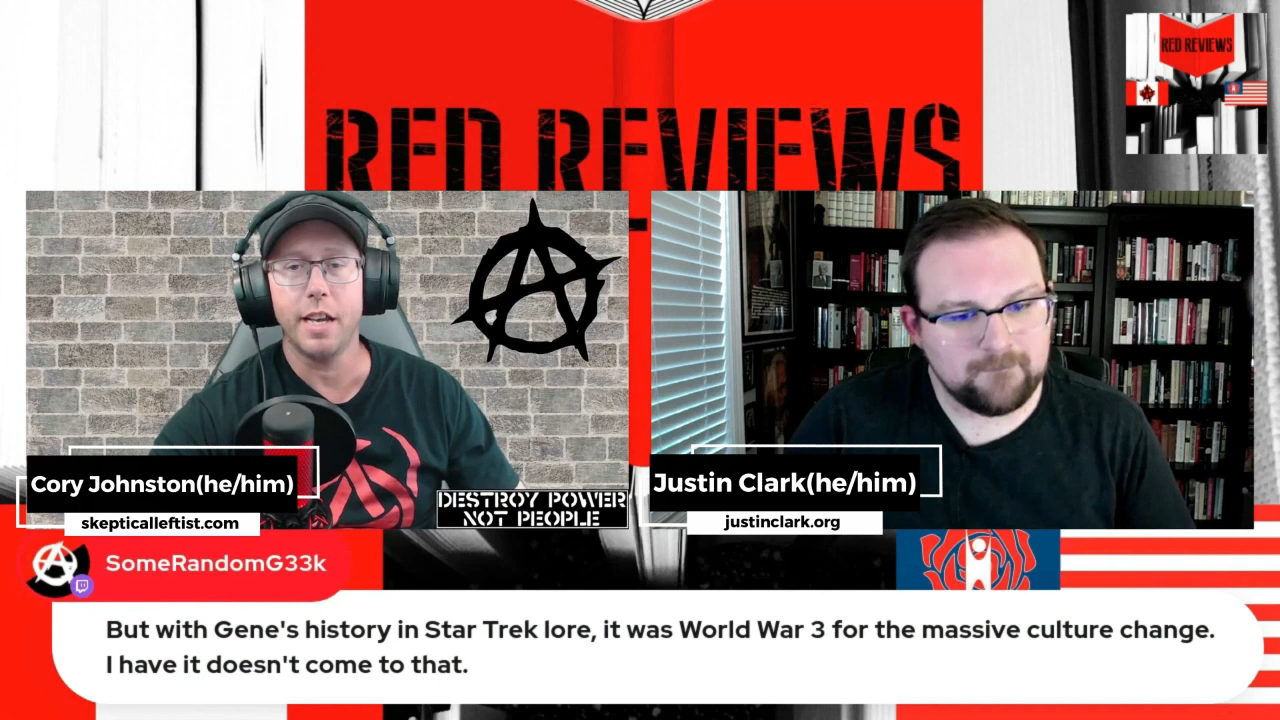 RED REVIEWS
RED REVIEWS
Cory Johnston(he/him)
skepticalleftist.com
DESTROY POWER
NOT PEOPLE
Justin Clark(he/him)
justinclark.org
SomeRandomG33k
But with Gene's history in Star Trek lore, it was World War 3 for the massive culture change.
I have it doesn't come to that.